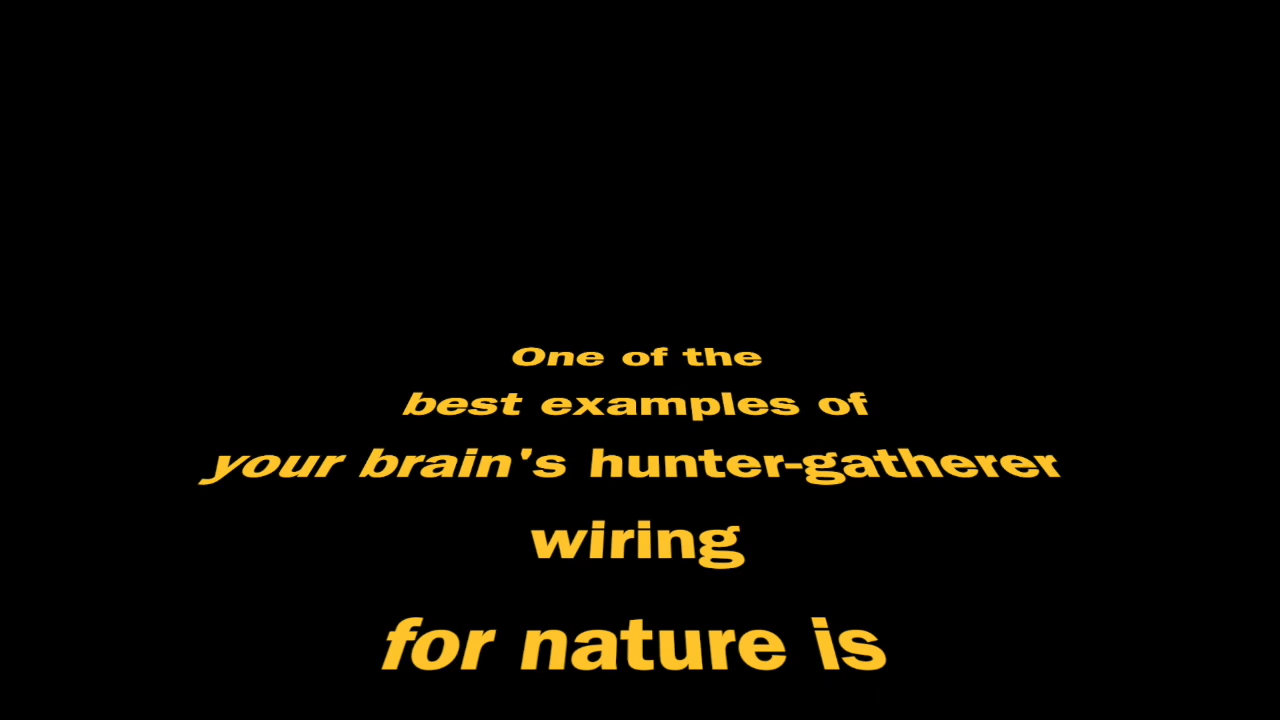 One of the
best examples of
your brain's hunter-gatherer
wiring
for nature is